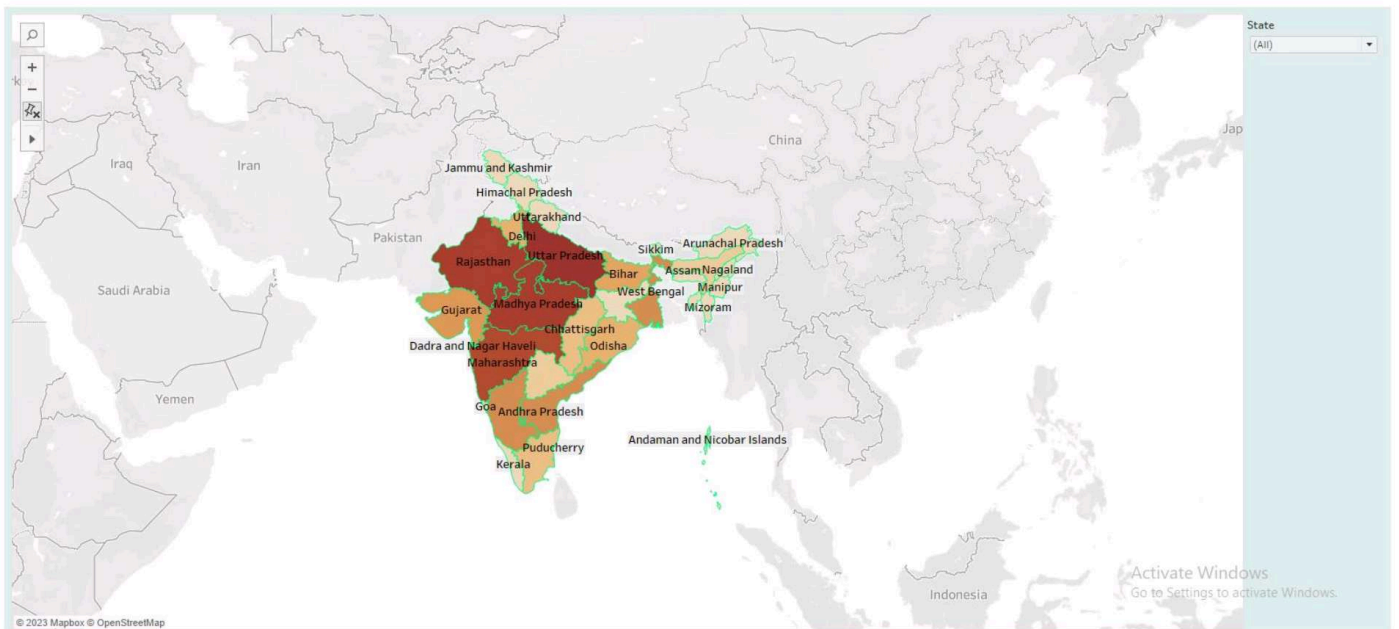 State
(All)
China
Jap
Iraq
Iran
Jammu and Kashmir
Himachal Pradesh
Uttarakhand
Pakistan
Delhi
Sikkim
Arunachal Pradesh
Rajasthan
Uttar Pradesh
Bihar
Assam
Nagaland
Saudi Arabia
West Bengal
Manipur
Gujarat
Madhya Pradesh
Mizoram
Chhattisgarh
Dadra and Nagar Haveli
Odisha
Maharashtra
Yemen
Goa
Andhra Pradesh
Andaman and Nicobar Islands
Puducherry
Kerala
Activate Windows
Go to Settings to activate Windows.
Indonesia
© 2023 Mapbox © OpenStreetMap